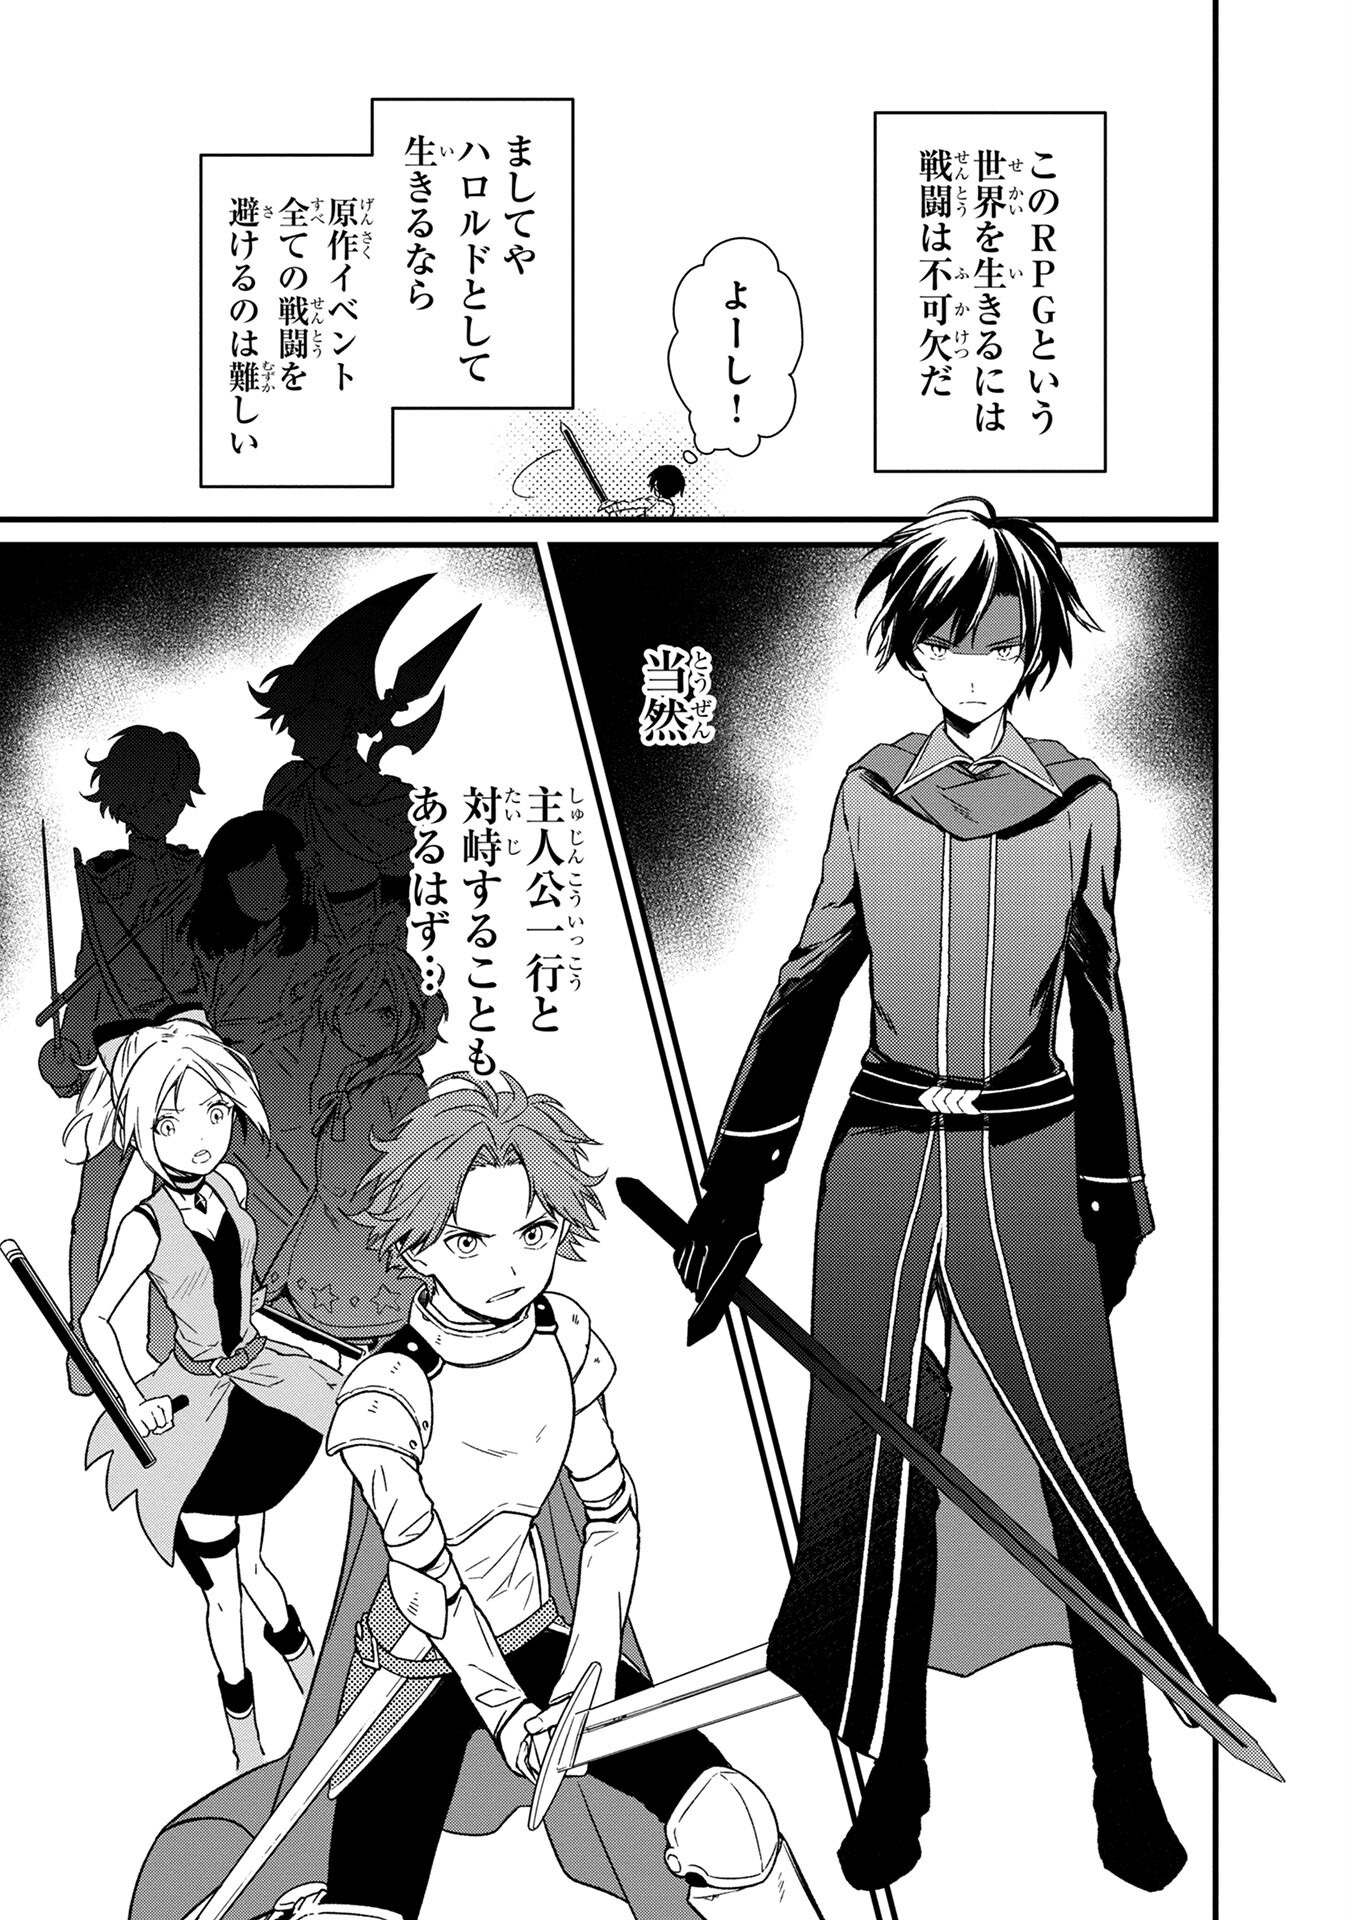 このRPGという
世界を生きるには
戦闘は不可欠だ
よーし！
ましてや
ハロルドとして
生きるなら
原作イベント
全ての戦闘を
避けるのは難しい
当然
主人公一行と
対峙することも
あるはず…